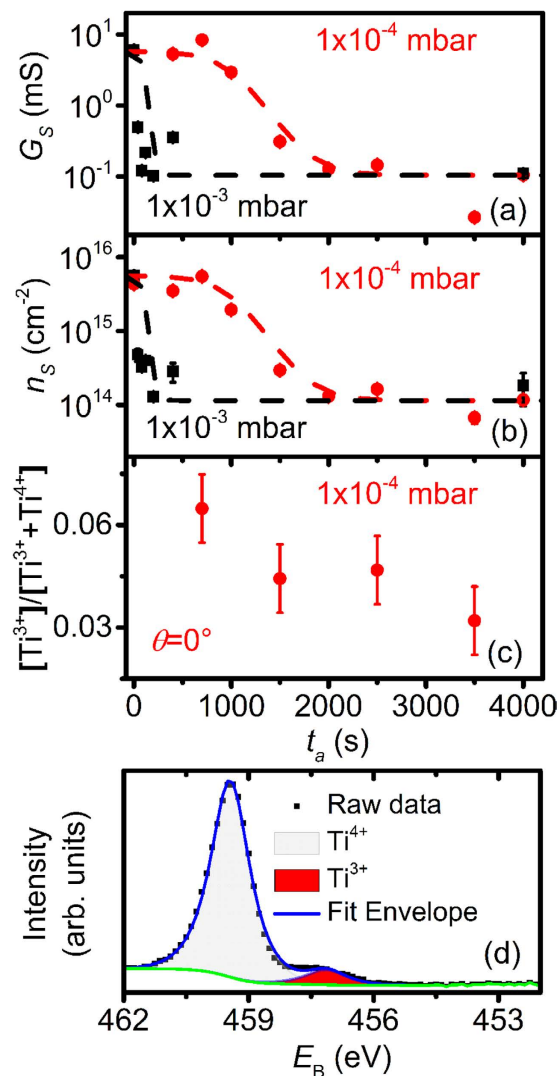 10¹
10⁰
10⁻¹
G_S (mS)
1x10⁻⁴ mbar
1x10⁻³ mbar
(a)
10¹⁶
10¹⁵
10¹⁴
n_S (cm⁻²)
1x10⁻⁴ mbar
1x10⁻³ mbar
(b)
0.06
0.03
[Ti³⁺]/[Ti³⁺+Ti⁴⁺]
1x10⁻⁴ mbar
θ=0°
(c)
0 1000 2000 3000 4000
t_a (s)
Intensity
(arb. units)
Raw data
Ti⁴⁺
Ti³⁺
Fit Envelope
(d)
462 459 456 453
E_B (eV)